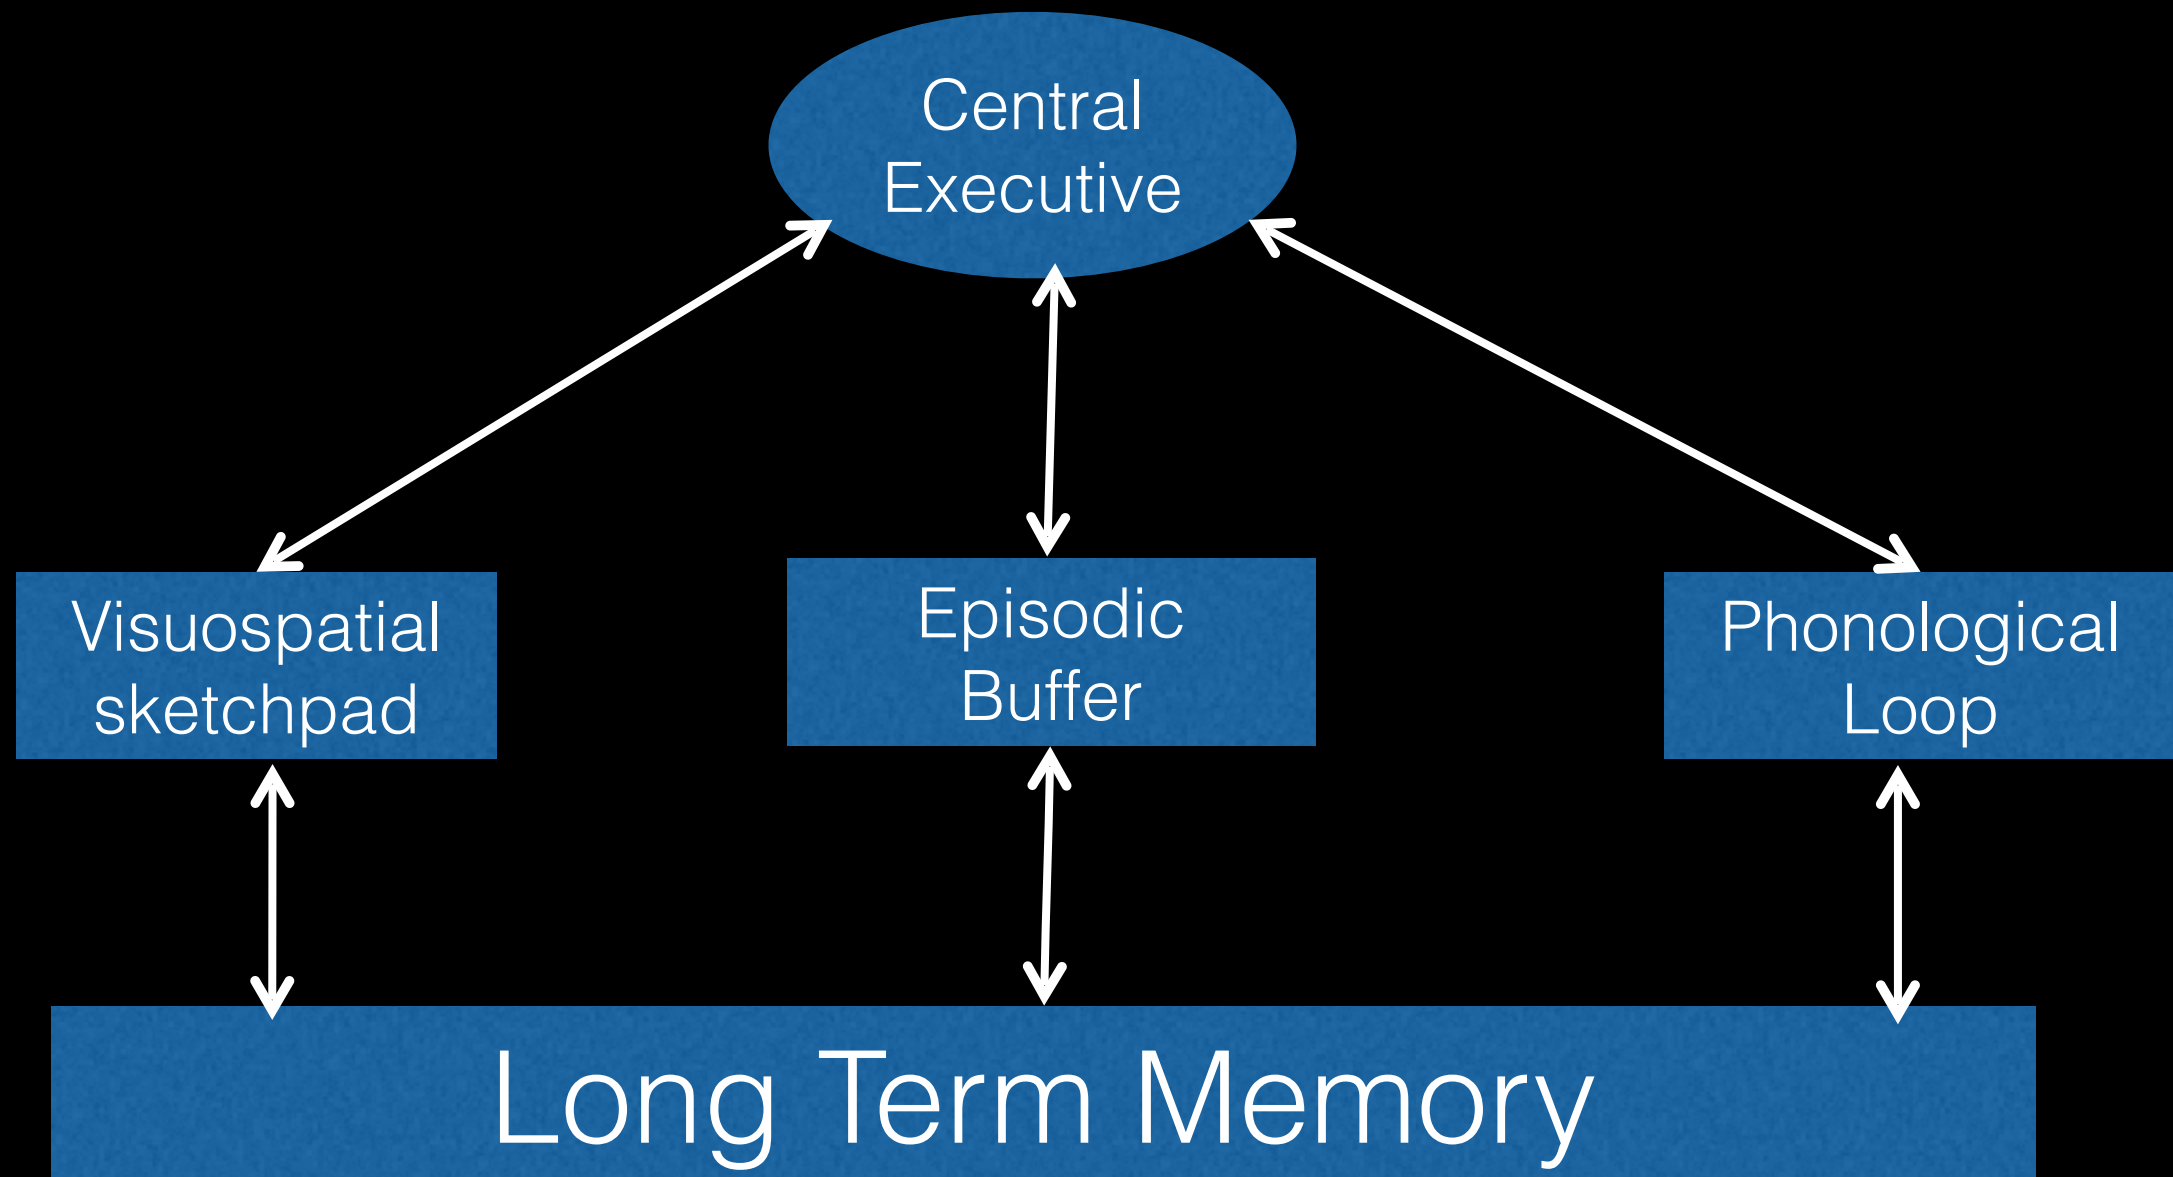 Central
Executive
Visuospatial
sketchpad
Episodic
Buffer
Phonological
Loop
Long Term Memory